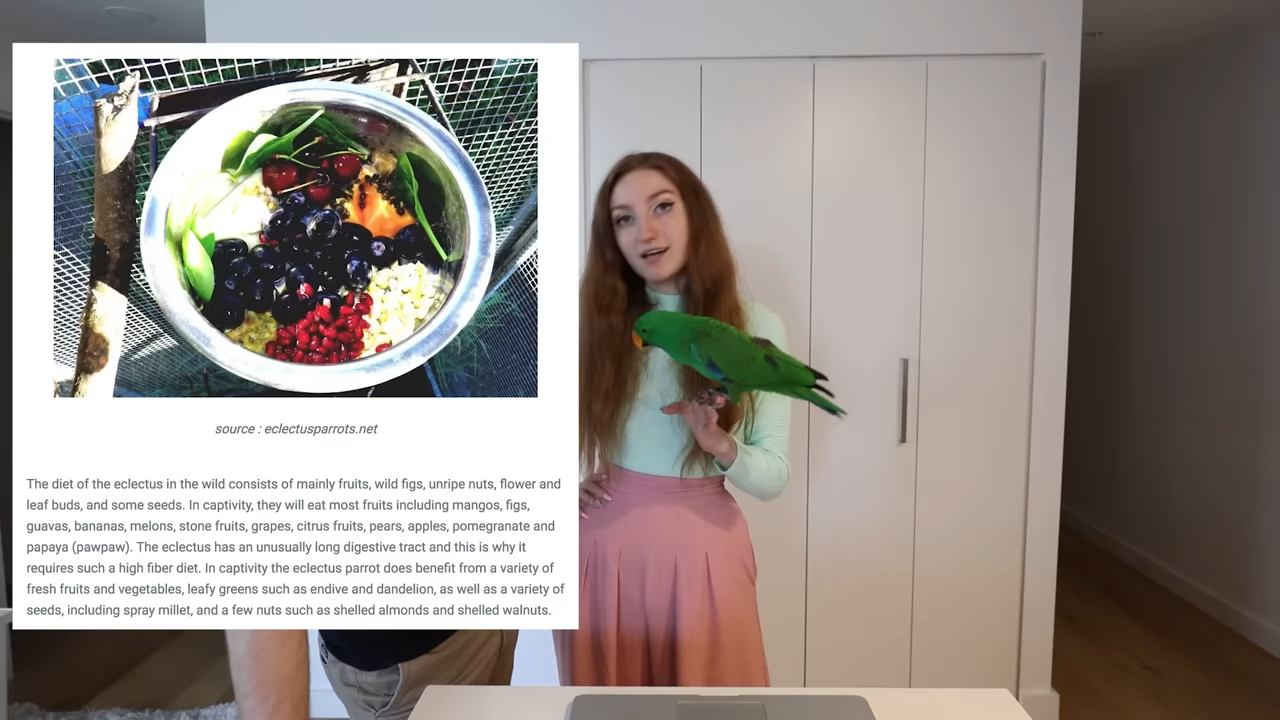 source : eclectusparrots.net
The diet of the eclectus in the wild consists of mainly fruits, wild figs, unripe nuts, flower and
leaf buds, and some seeds. In captivity, they will eat most fruits including mangos, figs,
guavas, bananas, melons, stone fruits, grapes, citrus fruits, pears, apples, pomegranate and
papaya (pawpaw). The eclectus has an unusually long digestive tract and this is why it
requires such a high fiber diet. In captivity the eclectus parrot does benefit from a variety of
fresh fruits and vegetables, leafy greens such as endive and dandelion, as well as a variety of
seeds, including spray millet, and a few nuts such as shelled almonds and shelled walnuts.